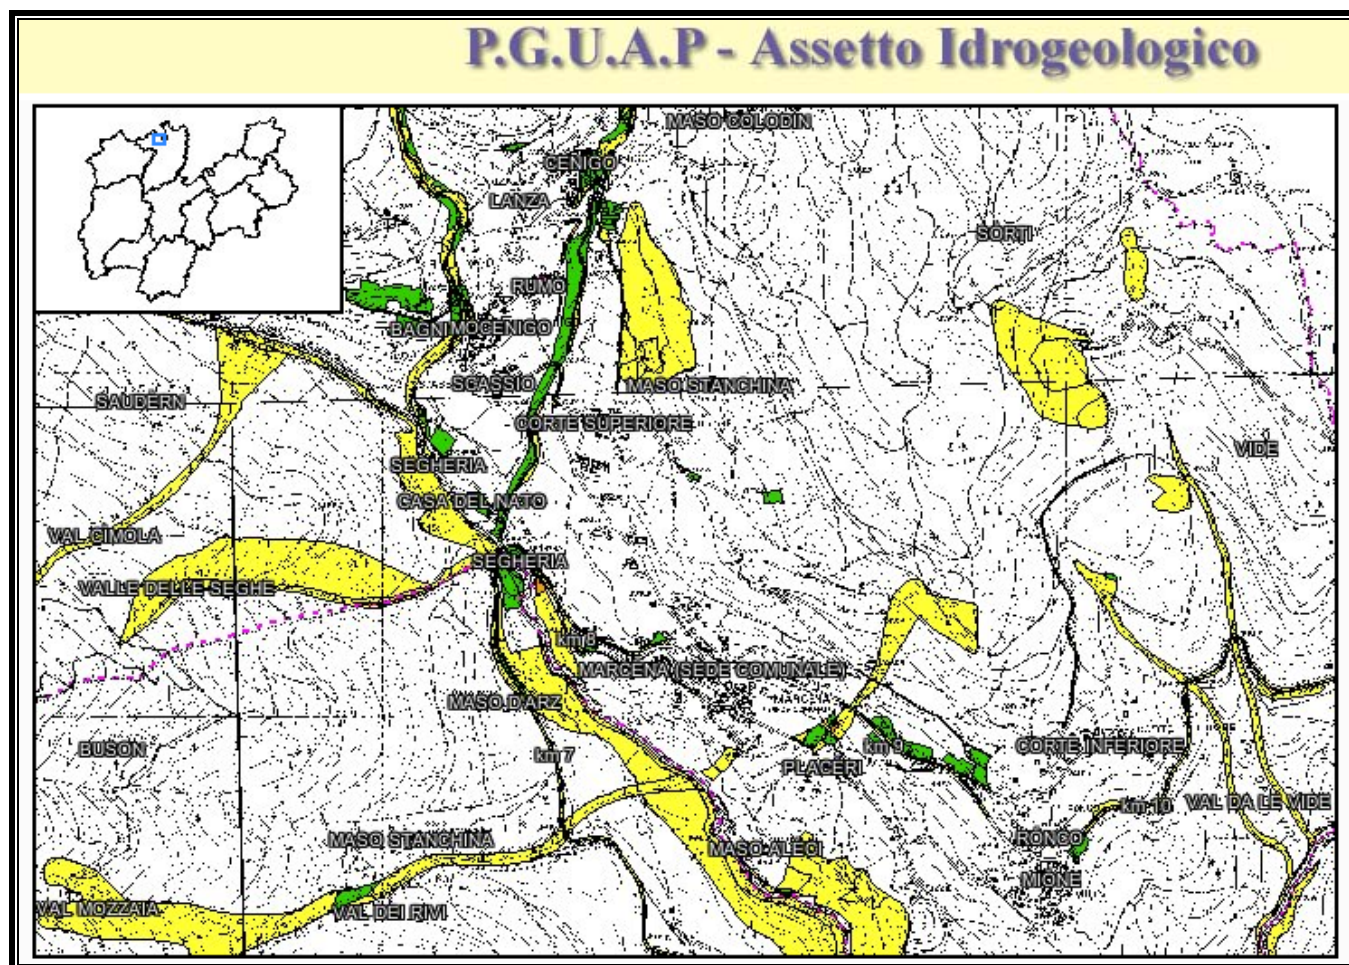 P.G.U.A.P - Assetto Idrogeologico
MASO COLODIN
CENIGO
LANZA
SORTI
RUMO
BAGNI MOCENIGO
SCASSIO
MASO STANCHINA
SAUDERN
CORTE SUPERIORE
VIDE
SEGHERIA
CASA DEL NATO
VAL CIMOLA
SEGHERIA
VALLE DELLE SEGHE
km 8
MARCENA (SEDE COMUNALE)
MASO D'ARZ
MARCENA
BUSON
km 7
km 9
CORTE INFERIORE
PLACERI
km 10
VAL DA LE VIDE
MASO STANCHINA
RONCO
MASO ALECI
MIONE
VAL MOZZAIA
VAL DEI RIVI